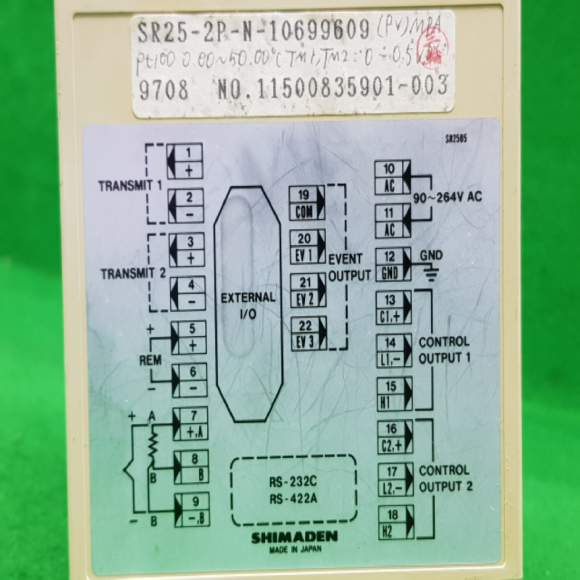 SR25-2P-N-10699609 (PV) MPA
Pt100 0.00~50.00°C TM1, TM2: 0 - 0.5V
9708 NO.11500835901-003
SR2505
TRANSMIT 1
1
+
2
-
TRANSMIT 2
3
+
4
-
REM
+
-
5
+
6
-
+
A
B
B
-
7
+.A
8
B
9
-.B
EXTERNAL
I/O
19
COM
20
EV 1
21
EV 2
22
EV 3
EVENT
OUTPUT
10
AC
11
AC
90~264V AC
12
GND
GND
13
C1.+
14
L1.-
15
H1
CONTROL
OUTPUT 1
16
C2.+
17
L2.-
18
H2
CONTROL
OUTPUT 2
RS-232C
RS-422A
SHIMADEN
MADE IN JAPAN